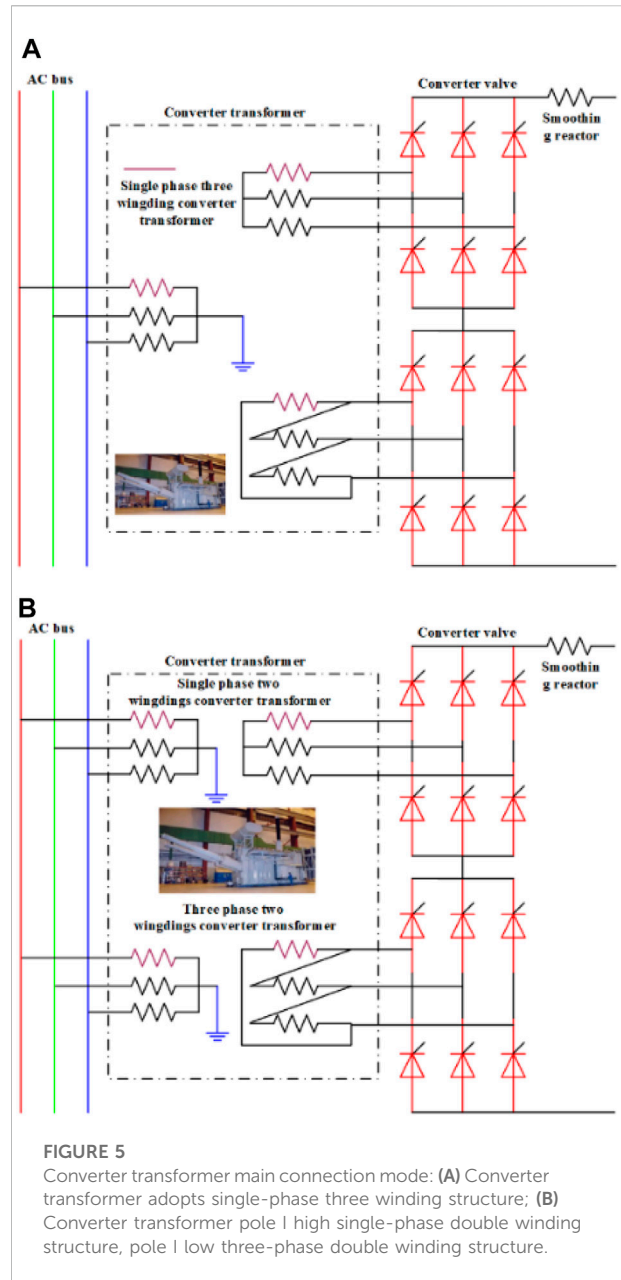 A
AC bus
Converter valve
Smoothin
g reactor
Converter transformer
Single phase three
wingding converter
transformer
B
AC bus
Converter valve
Smoothin
g reactor
Converter transformer
Single phase two
wingdings converter transformer
Three phase two
wingdings converter transformer
FIGURE 5
Converter transformer main connection mode: (A) Converter
transformer adopts single-phase three winding structure; (B)
Converter transformer pole I high single-phase double winding
structure, pole I low three-phase double winding structure.